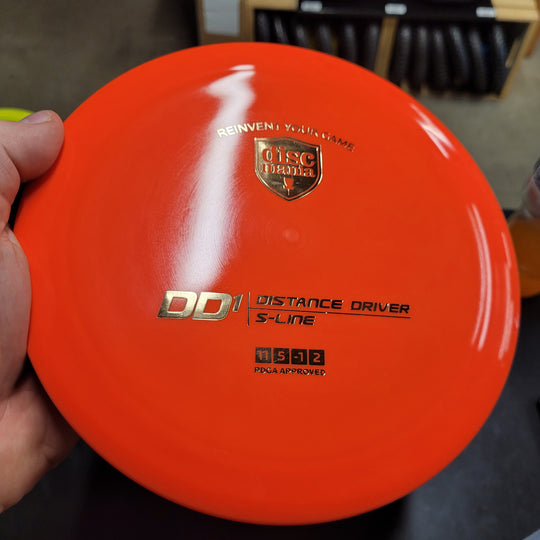 REINVENT YOUR GAME
disc
mania
DD1 DISTANCE DRIVER
S-LINE
11 5 -1 2
PDGA APPROVED